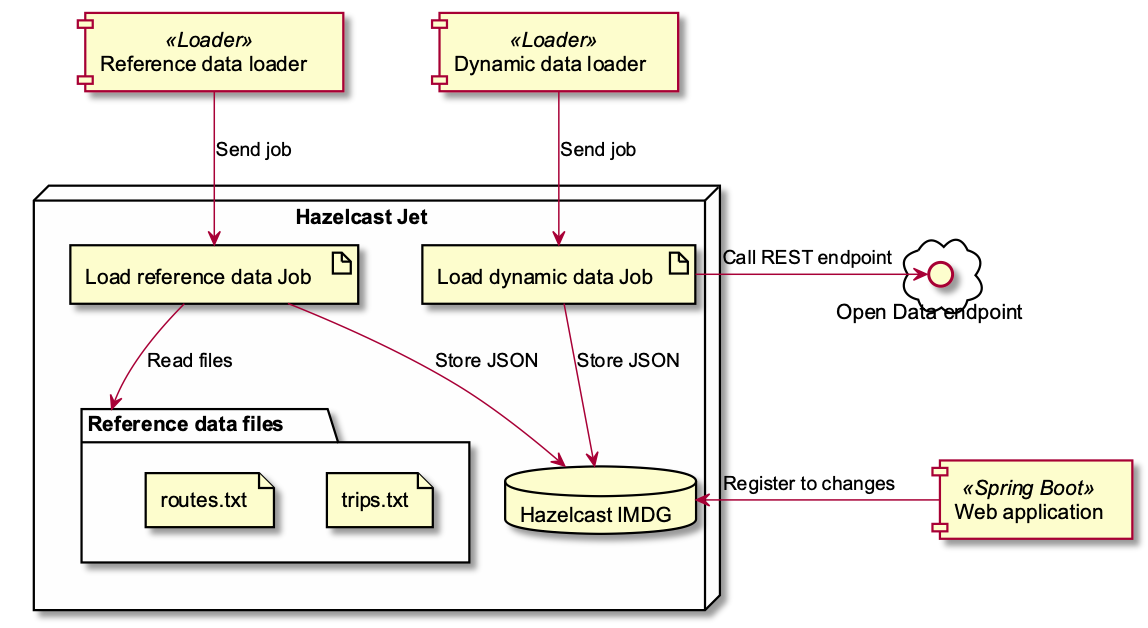 «Loader»
Reference data loader
«Loader»
Dynamic data loader
Send job
Send job
Hazelcast Jet
Load reference data Job
Load dynamic data Job
Call REST endpoint
Open Data endpoint
Read files
Store JSON
Store JSON
Reference data files
routes.txt
trips.txt
Hazelcast IMDG
Register to changes
«Spring Boot»
Web application